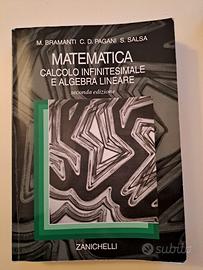 M. BRAMANTI C. D. PAGANI S. SALSA
MATEMATICA
CALCOLO INFINITESIMALE
E ALGEBRA LINEARE
seconda edizione
ZANICHELLI
subito